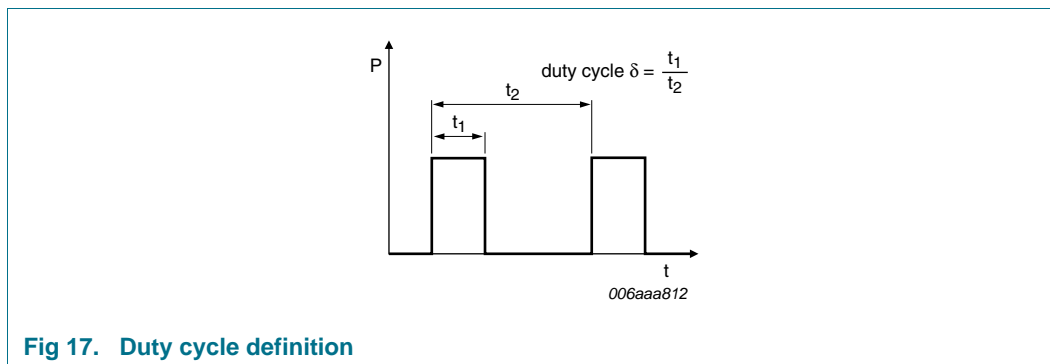 P
duty cycle δ = t1/t2
t2
t1
t
006aaa812
Fig 17. Duty cycle definition